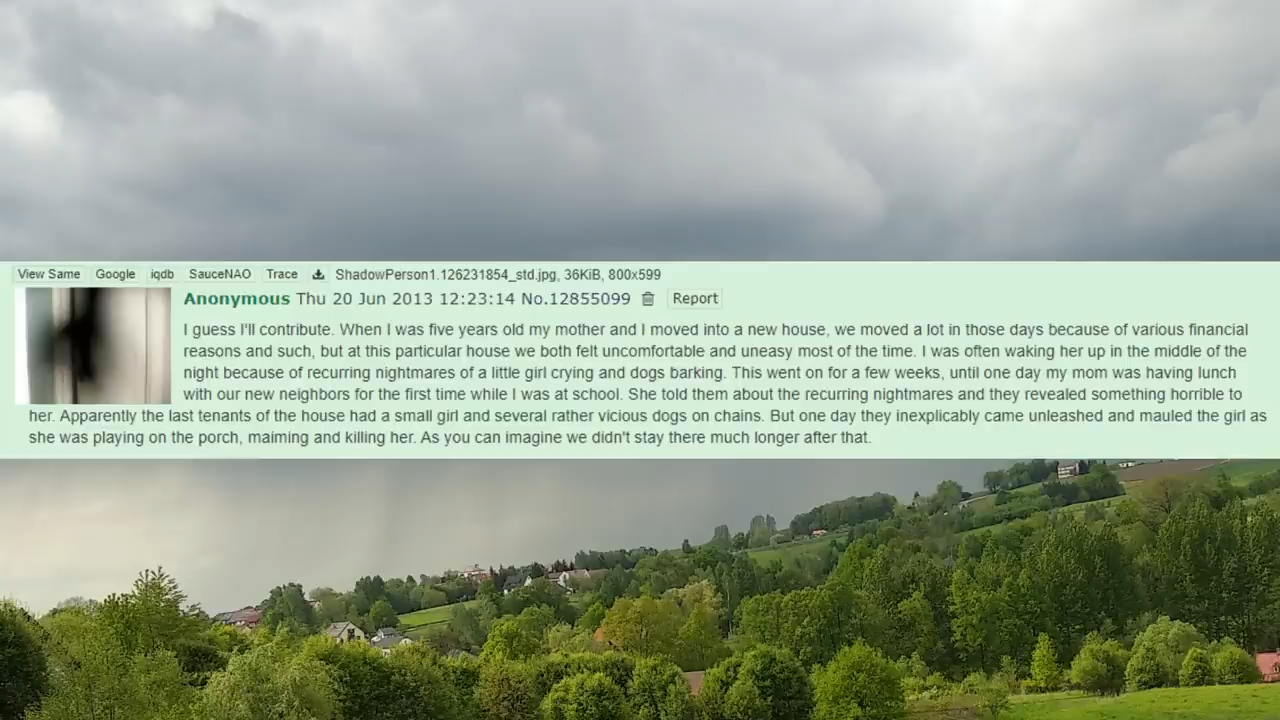 View Same Google iqdb SauceNAO Trace ShadowPerson1.126231854_std.jpg, 36KiB, 800x599
Anonymous Thu 20 Jun 2013 12:23:14 No.12855099 Report
I guess I'll contribute. When I was five years old my mother and I moved into a new house, we moved a lot in those days because of various financial
reasons and such, but at this particular house we both felt uncomfortable and uneasy most of the time. I was often waking her up in the middle of the
night because of recurring nightmares of a little girl crying and dogs barking. This went on for a few weeks, until one day my mom was having lunch
with our new neighbors for the first time while I was at school. She told them about the recurring nightmares and they revealed something horrible to
her. Apparently the last tenants of the house had a small girl and several rather vicious dogs on chains. But one day they inexplicably came unleashed and mauled the girl as
she was playing on the porch, maiming and killing her. As you can imagine we didn't stay there much longer after that.